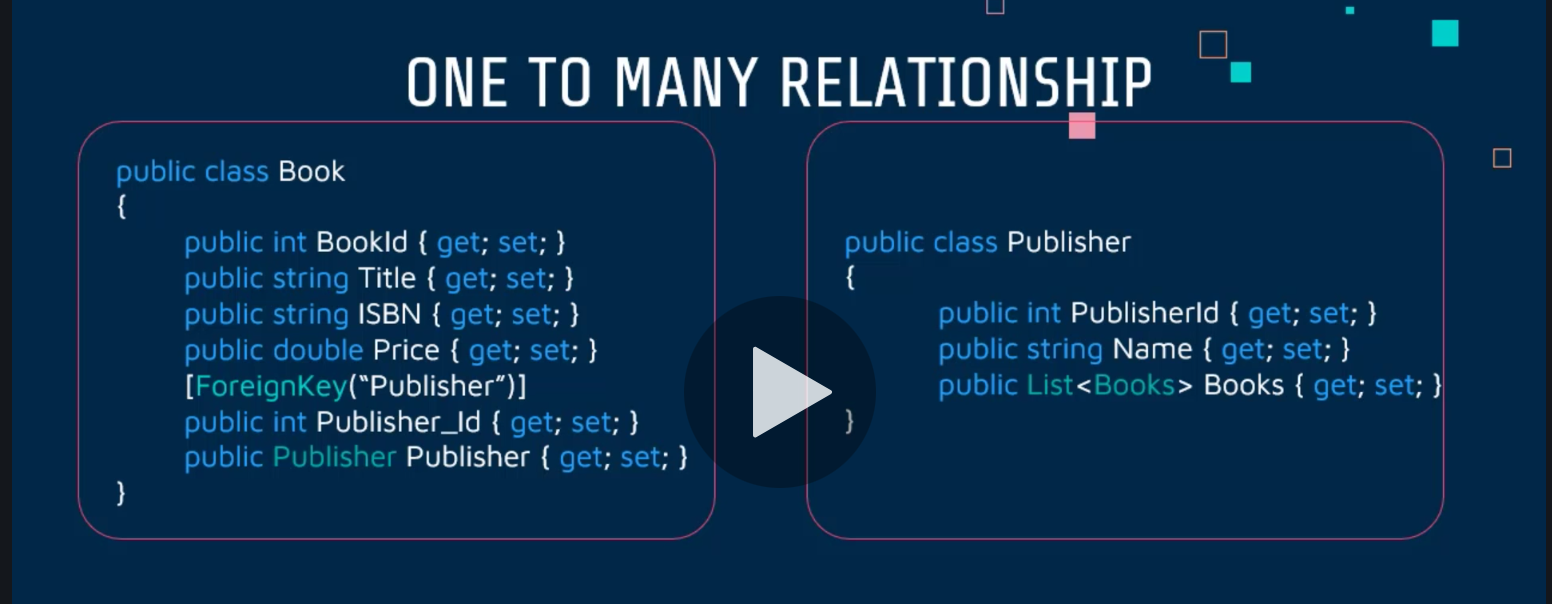 ONE TO MANY RELATIONSHIP
public class Book
{
public int BookId { get; set; }
public string Title { get; set; }
public string ISBN { get; set; }
public double Price { get; set; }
[ForeignKey(“Publisher”)]
public int Publisher_Id { get; set; }
public Publisher Publisher { get; set; }
}
public class Publisher
{
public int PublisherId { get; set; }
public string Name { get; set; }
public List<Books> Books { get; set; }
}